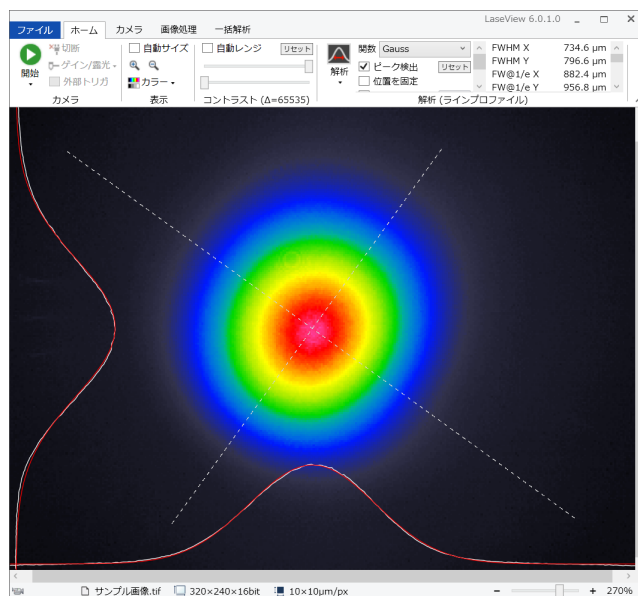 LaseView 6.0.1.0
ファイル ホーム カメラ 画像処理 一括解析
開始
切断
ゲイン/露光
外部トリガ
カメラ
自動サイズ
カラー
表示
自動レンジ リセット
コントラスト (Δ=65535)
解析
関数 Gauss
ピーク検出 リセット
位置を固定
FWHM X 734.6 µm
FWHM Y 796.6 µm
FW@1/e X 882.4 µm
FW@1/e Y 956.8 µm
解析 (ラインプロファイル)
サンプル画像.tif 320×240×16bit 10×10µm/px 270%